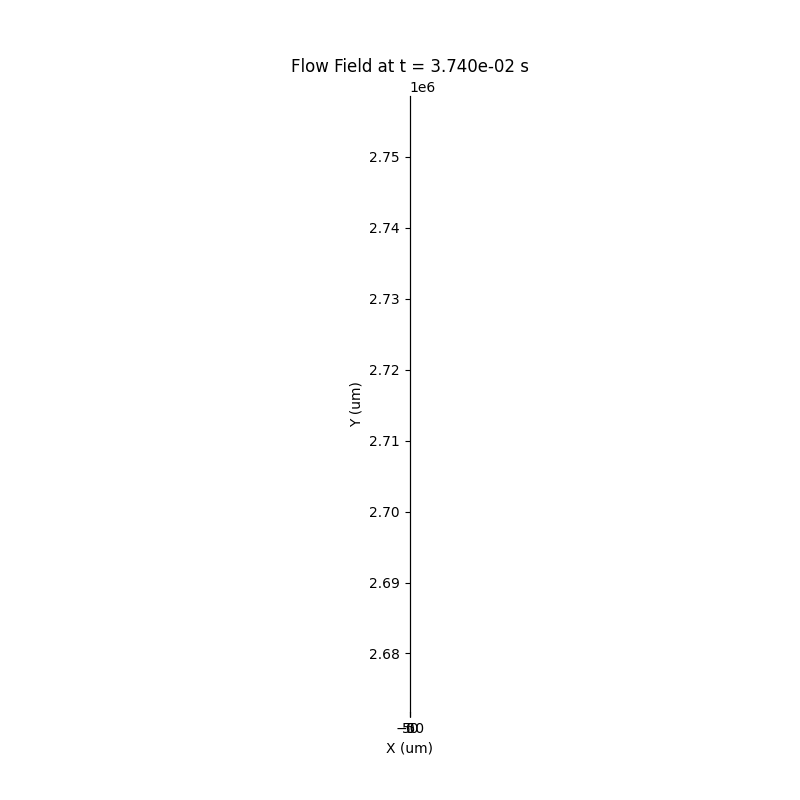 Flow Field at t = 3.740e-02 s
1e6
2.75
2.74
2.73
2.72
2.71
2.70
2.69
2.68
Y (um)
X (um)